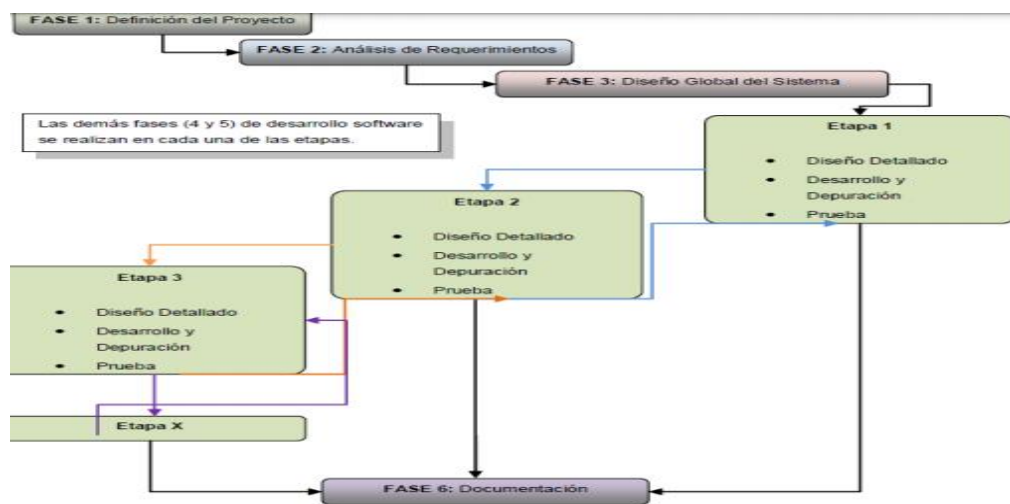 FASE 1: Definición del Proyecto
FASE 2: Análisis de Requerimientos
FASE 3: Diseño Global del Sistema
Las demás fases (4 y 5) de desarrollo software
se realizan en cada una de las etapas.
Etapa 1
• Diseño Detallado
• Desarrollo y
Depuración
• Prueba
Etapa 2
• Diseño Detallado
• Desarrollo y
Depuración
• Prueba
Etapa 3
• Diseño Detallado
• Desarrollo y
Depuración
• Prueba
Etapa X
FASE 6: Documentación